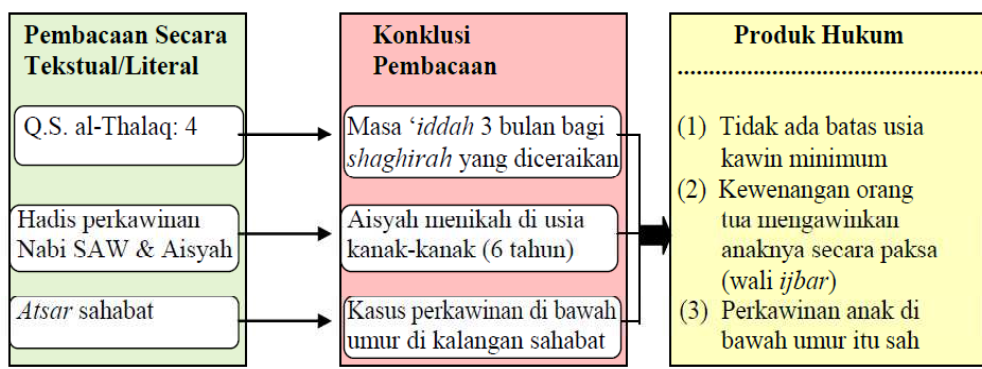 Pembacaan Secara
Tekstual/Literal
Q.S. al-Thalaq: 4
Hadis perkawinan
Nabi SAW & Aisyah
Atsar sahabat
Konklusi
Pembacaan
Masa ‘iddah 3 bulan bagi
shaghirah yang diceraikan
Aisyah menikah di usia
kanak-kanak (6 tahun)
Kasus perkawinan di bawah
umur di kalangan sahabat
Produk Hukum
.................................................
(1) Tidak ada batas usia
kawin minimum
(2) Kewenangan orang
tua mengawinkan
anaknya secara paksa
(wali ijbar)
(3) Perkawinan anak di
bawah umur itu sah